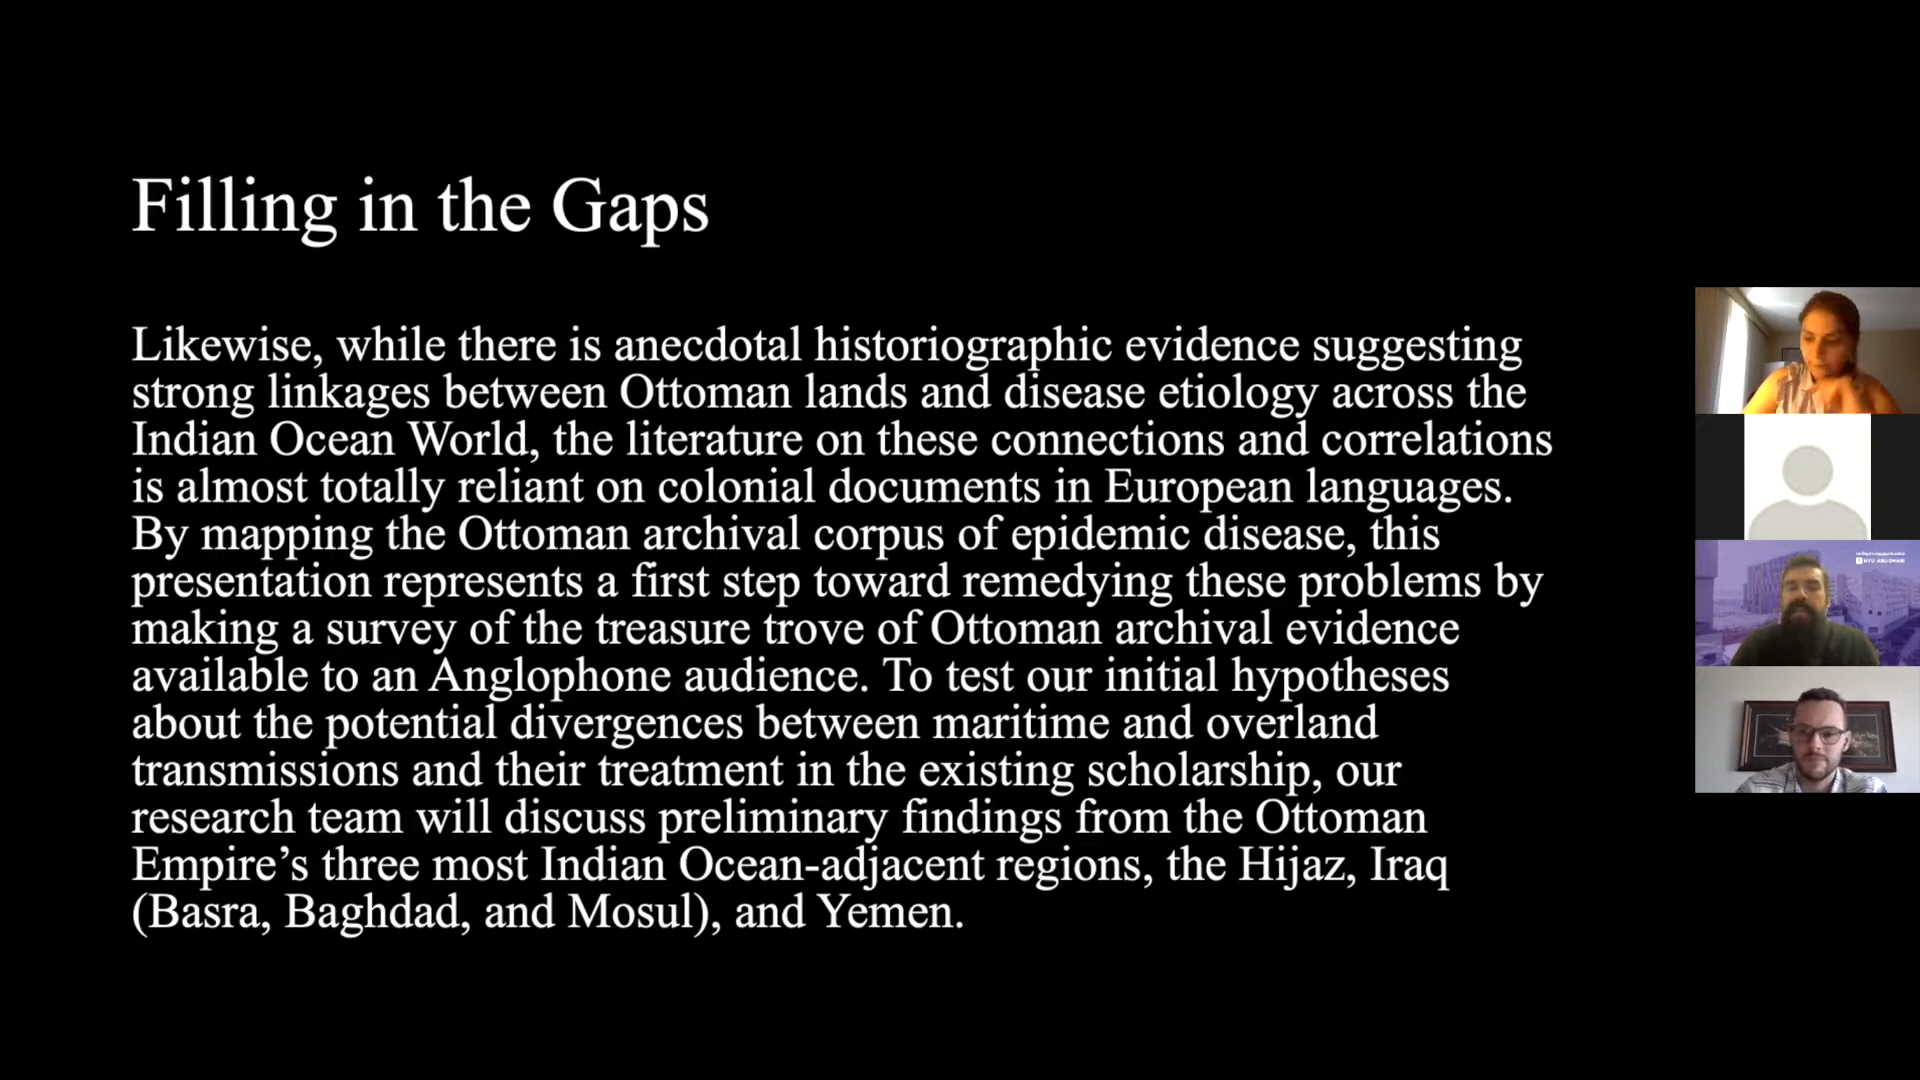 Filling in the Gaps
Likewise, while there is anecdotal historiographic evidence suggesting
strong linkages between Ottoman lands and disease etiology across the
Indian Ocean World, the literature on these connections and correlations
is almost totally reliant on colonial documents in European languages.
By mapping the Ottoman archival corpus of epidemic disease, this
presentation represents a first step toward remedying these problems by
making a survey of the treasure trove of Ottoman archival evidence
available to an Anglophone audience. To test our initial hypotheses
about the potential divergences between maritime and overland
transmissions and their treatment in the existing scholarship, our
research team will discuss preliminary findings from the Ottoman
Empire’s three most Indian Ocean-adjacent regions, the Hijaz, Iraq
(Basra, Baghdad, and Mosul), and Yemen.
NYU ABU DHABI